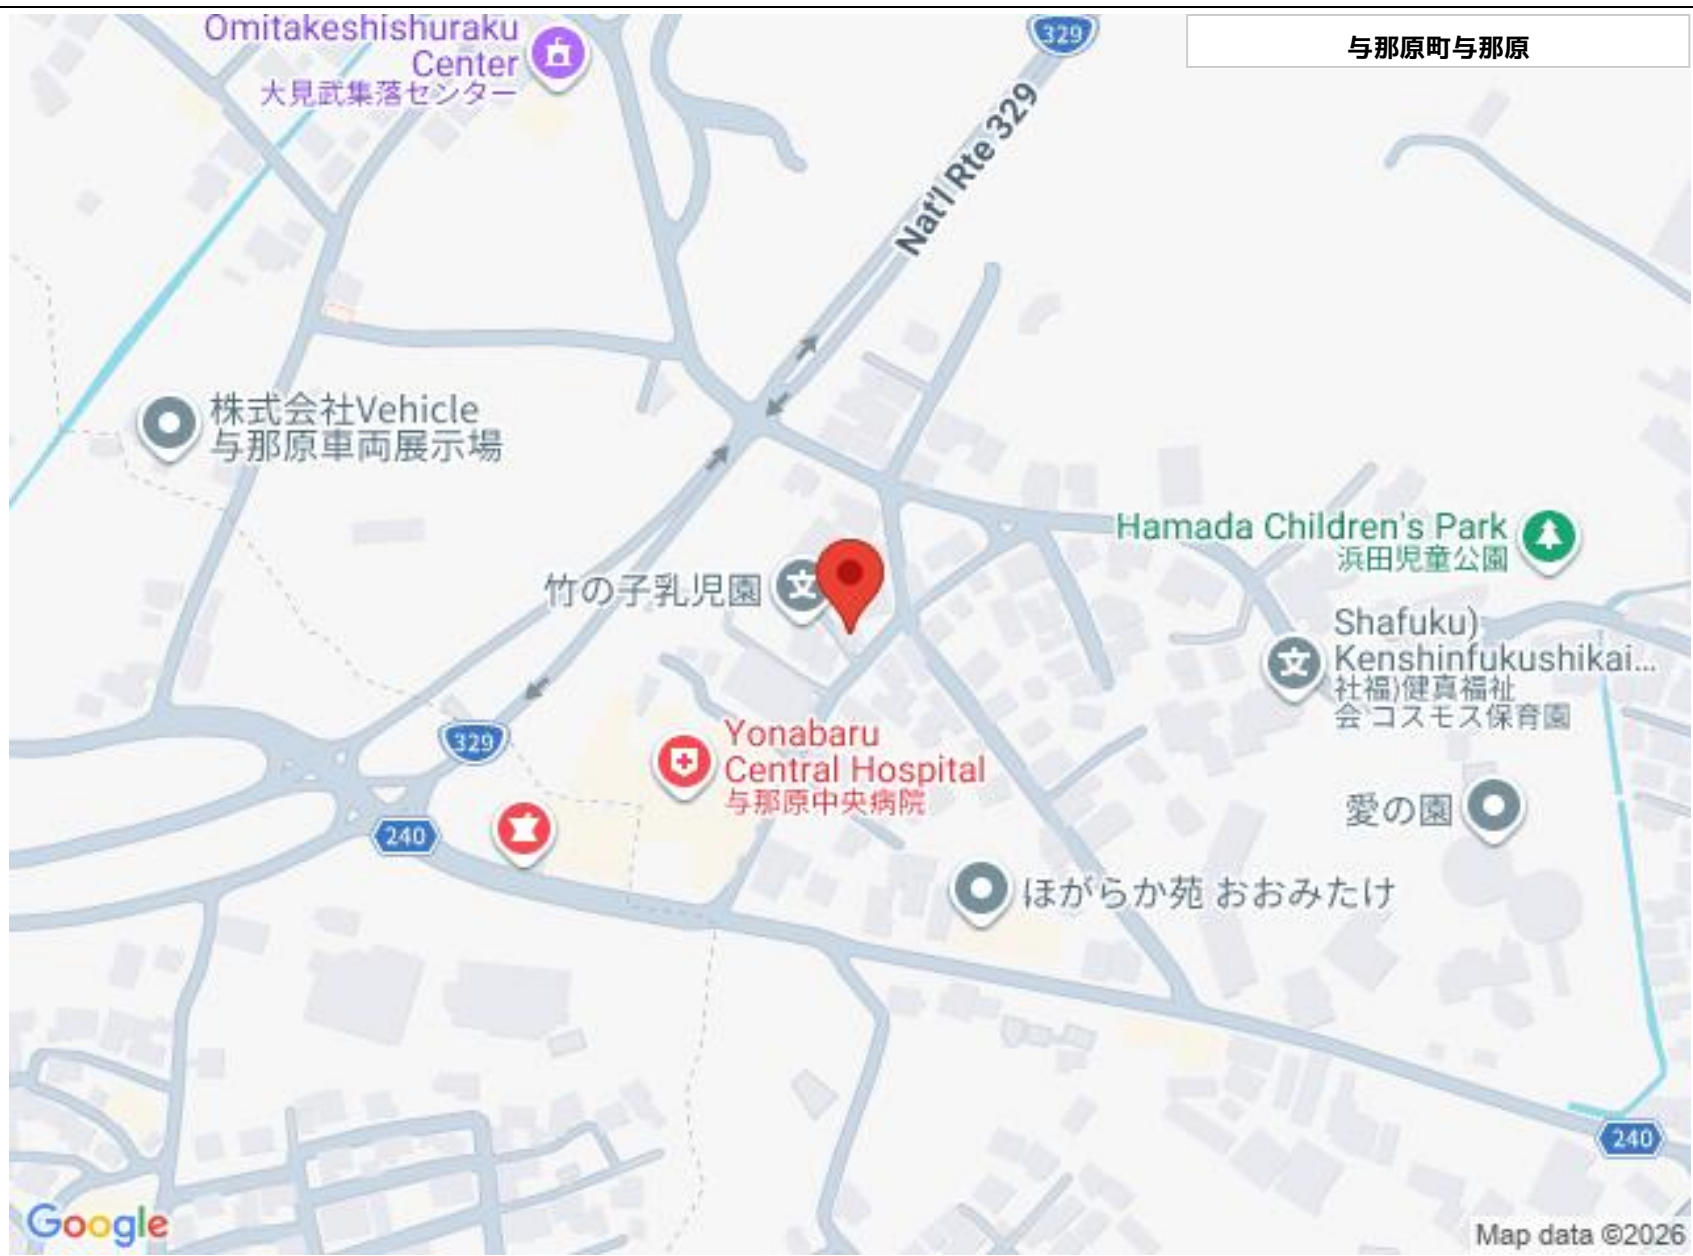 Omitakeshishuraku
Center
大見武集落センター
329
与那原町与那原
Nat'l Rte 329
株式会社Vehicle
与那原車両展示場
Hamada Children's Park
浜田児童公園
竹の子乳児園
文
Shafuku)
Kenshinfukushikai...
社福)健真福祉
会 コスモス保育園
文
329
Yonabaru
Central Hospital
与那原中央病院
愛の園
240
ほがらか苑 おおみたけ
240
Google
Map data ©2026